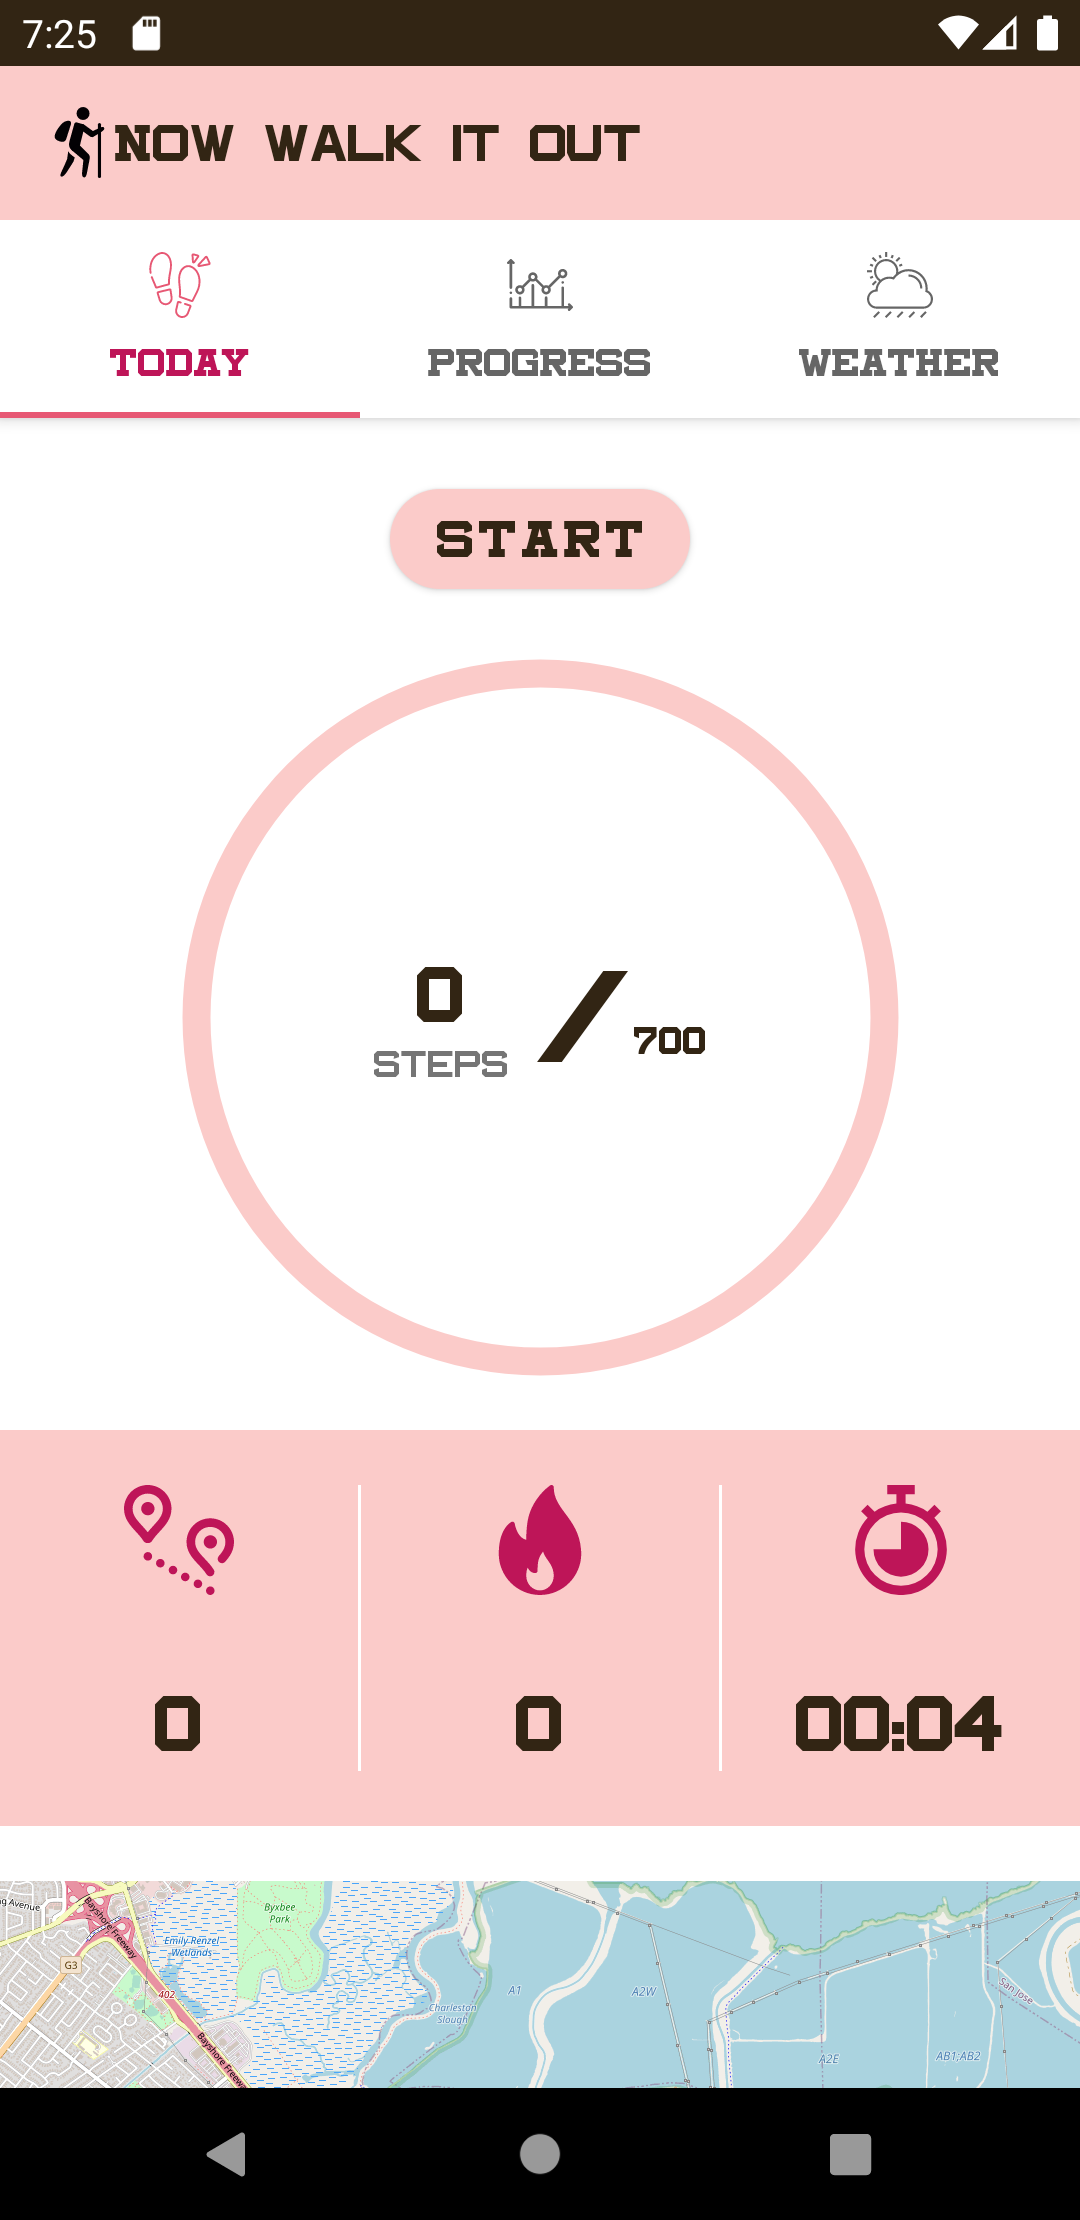 7:25
NOW WALK IT OUT
TODAY PROGRESS WEATHER
START
0 / 700
STEPS
0 0 00:04
ng Avenue
Bayshore Freeway
Byxbee
Park
Emily Renzel
Wetlands
G3
402
A1
A2W
San Jose
Charleston
Slough
Bayshore Freeway
A2E
AB1;AB2